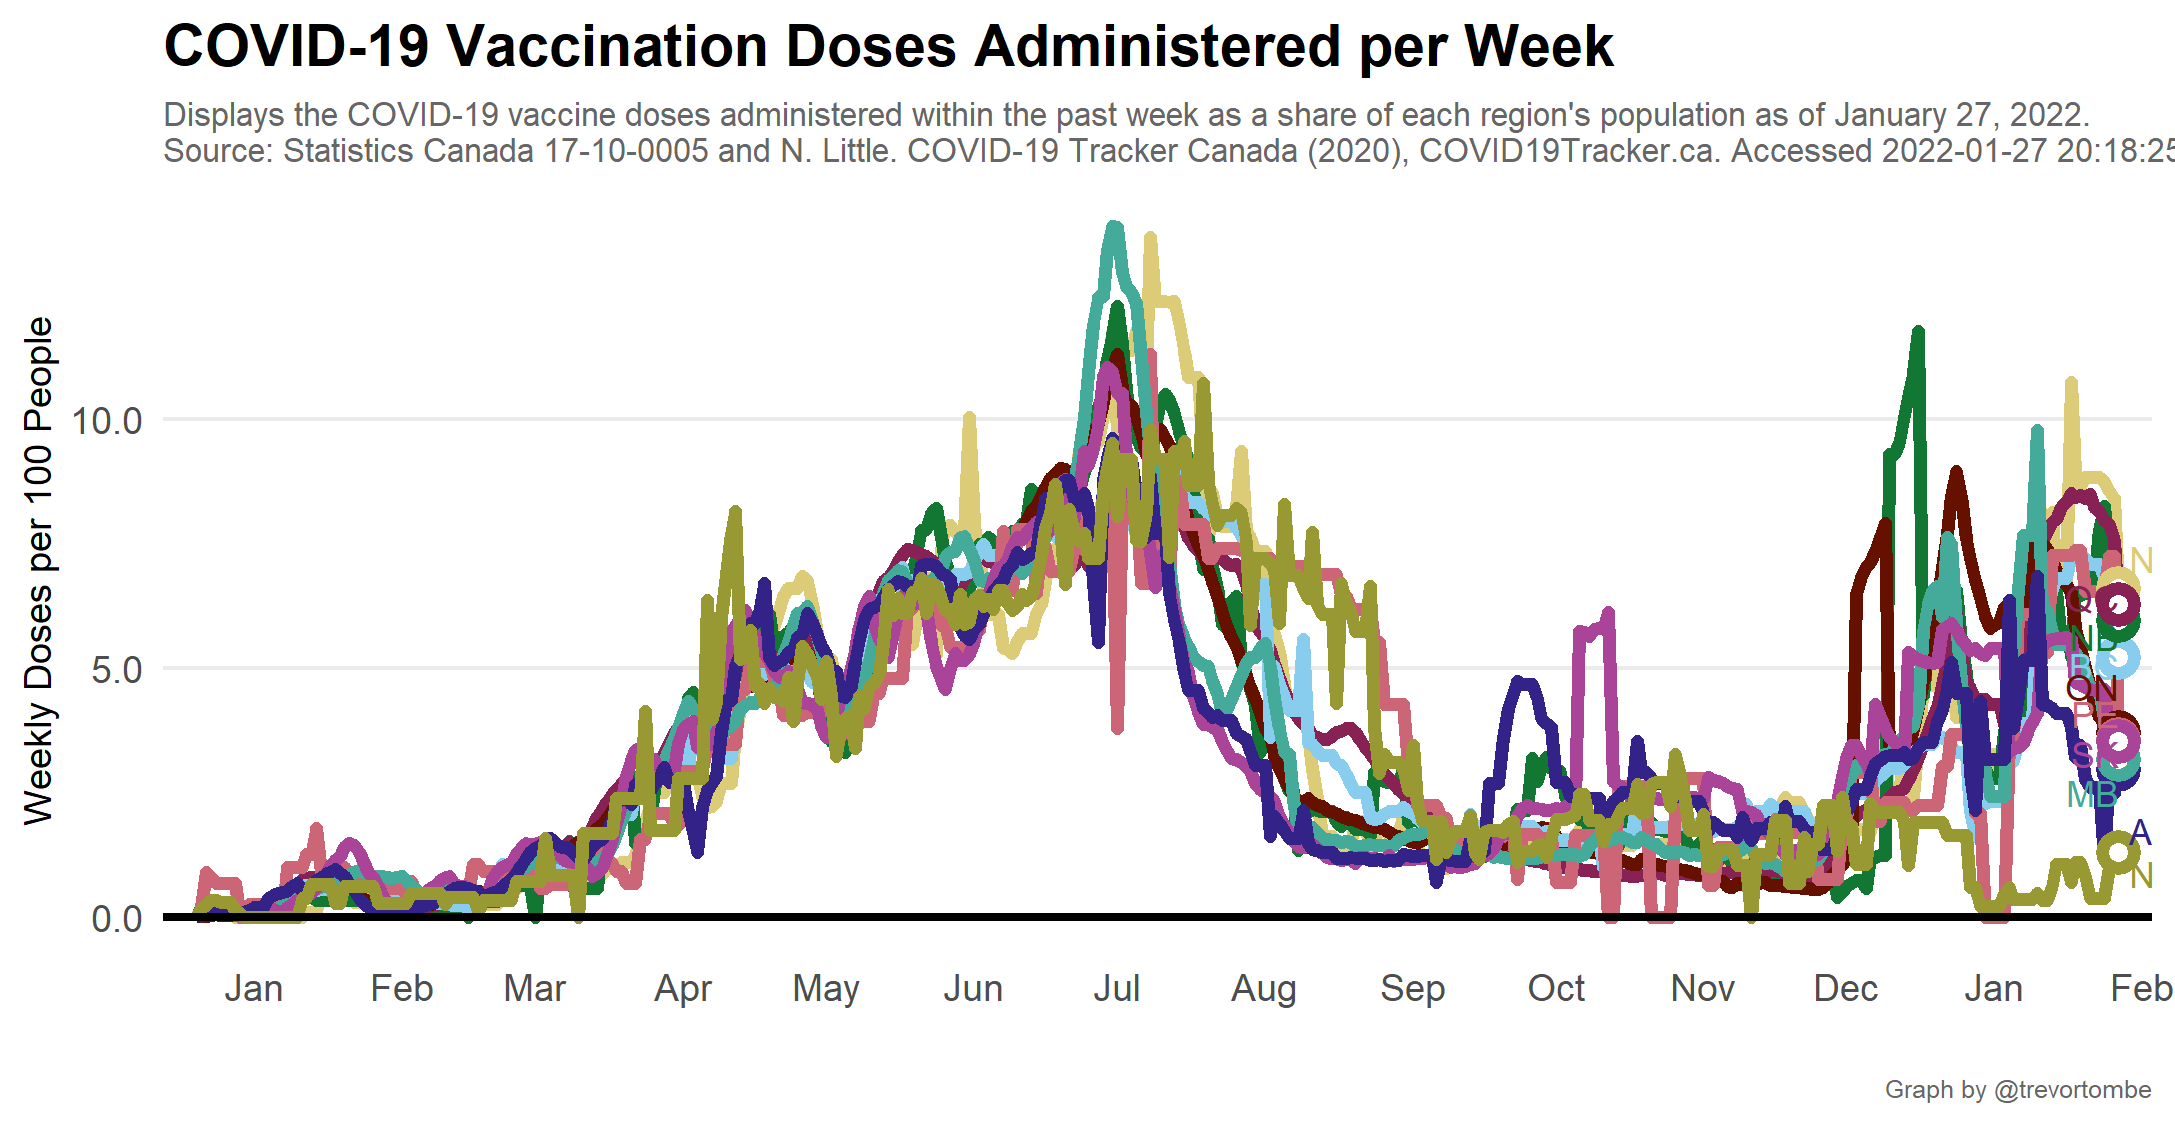 COVID-19 Vaccination Doses Administered per Week
Displays the COVID-19 vaccine doses administered within the past week as a share of each region's population as of January 27, 2022.
Source: Statistics Canada 17-10-0005 and N. Little. COVID-19 Tracker Canada (2020), COVID19Tracker.ca. Accessed 2022-01-27 20:18:25
Weekly Doses per 100 People
10.0
5.0
0.0
N
Q
NB
ON
PE
MB
A
N
Jan Feb Mar Apr May Jun Jul Aug Sep Oct Nov Dec Jan Feb
Graph by @trevortombe